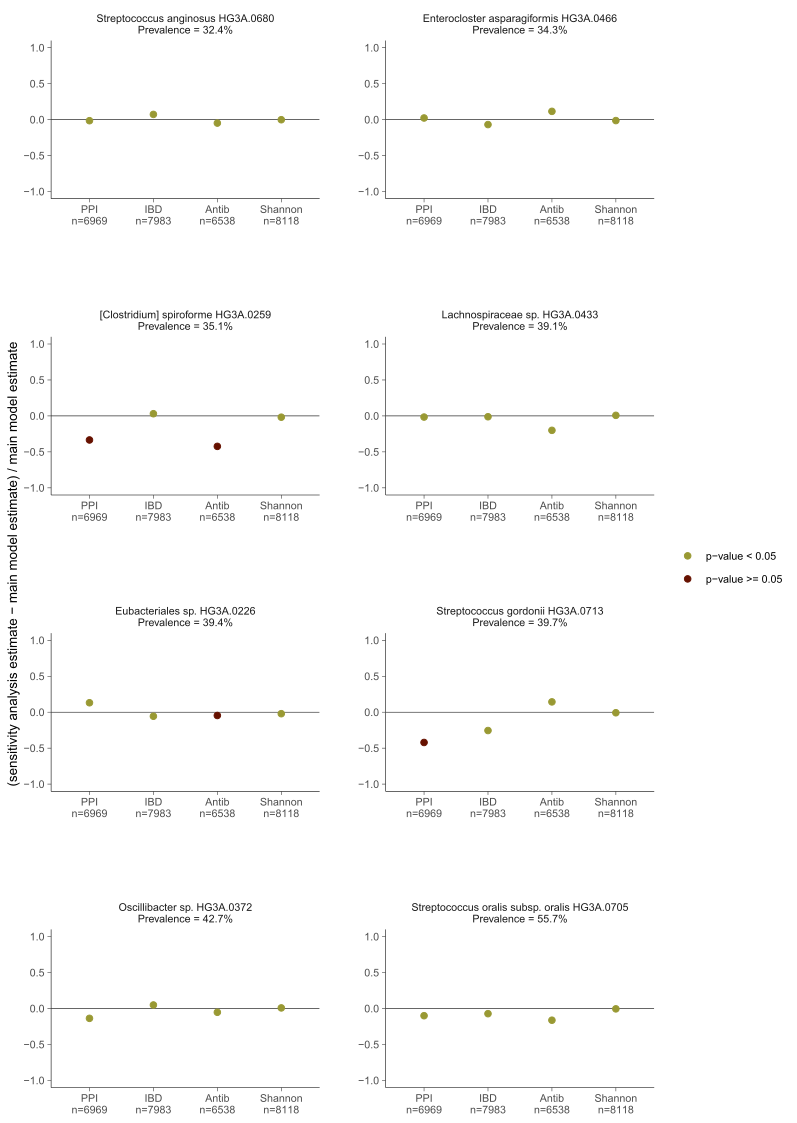 (sensitivity analysis estimate − main model estimate) / main model estimate
Streptococcus anginosus HG3A.0680
Prevalence = 32.4%
1.0
0.5
0.0
−0.5
−1.0
PPI IBD Antib Shannon
n=6969 n=7983 n=6538 n=8118
Enterocloster asparagiformis HG3A.0466
Prevalence = 34.3%
1.0
0.5
0.0
−0.5
−1.0
PPI IBD Antib Shannon
n=6969 n=7983 n=6538 n=8118
[Clostridium] spiroforme HG3A.0259
Prevalence = 35.1%
1.0
0.5
0.0
−0.5
−1.0
PPI IBD Antib Shannon
n=6969 n=7983 n=6538 n=8118
Lachnospiraceae sp. HG3A.0433
Prevalence = 39.1%
1.0
0.5
0.0
−0.5
−1.0
PPI IBD Antib Shannon
n=6969 n=7983 n=6538 n=8118
p−value < 0.05
p−value >= 0.05
Eubacteriales sp. HG3A.0226
Prevalence = 39.4%
1.0
0.5
0.0
−0.5
−1.0
PPI IBD Antib Shannon
n=6969 n=7983 n=6538 n=8118
Streptococcus gordonii HG3A.0713
Prevalence = 39.7%
1.0
0.5
0.0
−0.5
−1.0
PPI IBD Antib Shannon
n=6969 n=7983 n=6538 n=8118
Oscillibacter sp. HG3A.0372
Prevalence = 42.7%
1.0
0.5
0.0
−0.5
−1.0
PPI IBD Antib Shannon
n=6969 n=7983 n=6538 n=8118
Streptococcus oralis subsp. oralis HG3A.0705
Prevalence = 55.7%
1.0
0.5
0.0
−0.5
−1.0
PPI IBD Antib Shannon
n=6969 n=7983 n=6538 n=8118